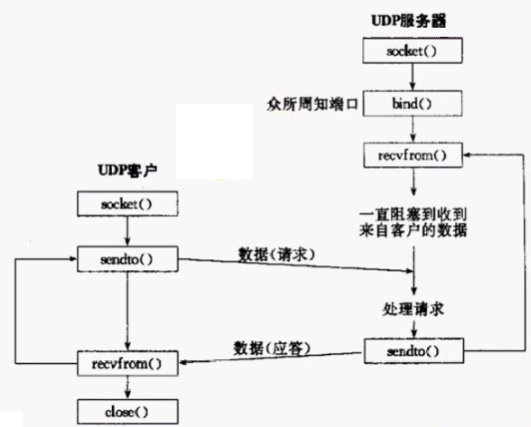 UDP服务器
socket()
众所周知端口
bind()
recvfrom()
一直阻塞到收到
来自客户的数据
处理请求
sendto()
UDP客户
socket()
sendto()
数据(请求)
数据(应答)
recvfrom()
close()